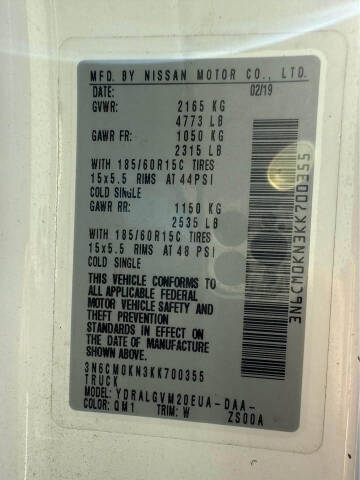 MFD. BY NISSAN MOTOR CO., LTD.
DATE: 02/19
GVWR: 2165 KG
4773 LB
GAWR FR: 1050 KG
2315 LB
WITH 185/60R15C TIRES
15x5.5 RIMS AT 44PSI
COLD SINGLE
GAWR RR: 1150 KG
2535 LB
WITH 185/60R15C TIRES
15x5.5 RIMS AT 48 PSI
COLD SINGLE
THIS VEHICLE CONFORMS TO
ALL APPLICABLE FEDERAL
MOTOR VEHICLE SAFETY AND
THEFT PREVENTION
STANDARDS IN EFFECT ON
THE DATE OF MANUFACTURE
SHOWN ABOVE.
3N6CM0KN3KK700355
TRUCK
MODEL: YDRALGVM20EUA-DAA-
COLOR: QM1 TRIM: W ZS00A
3N6CM0KN3KK700355